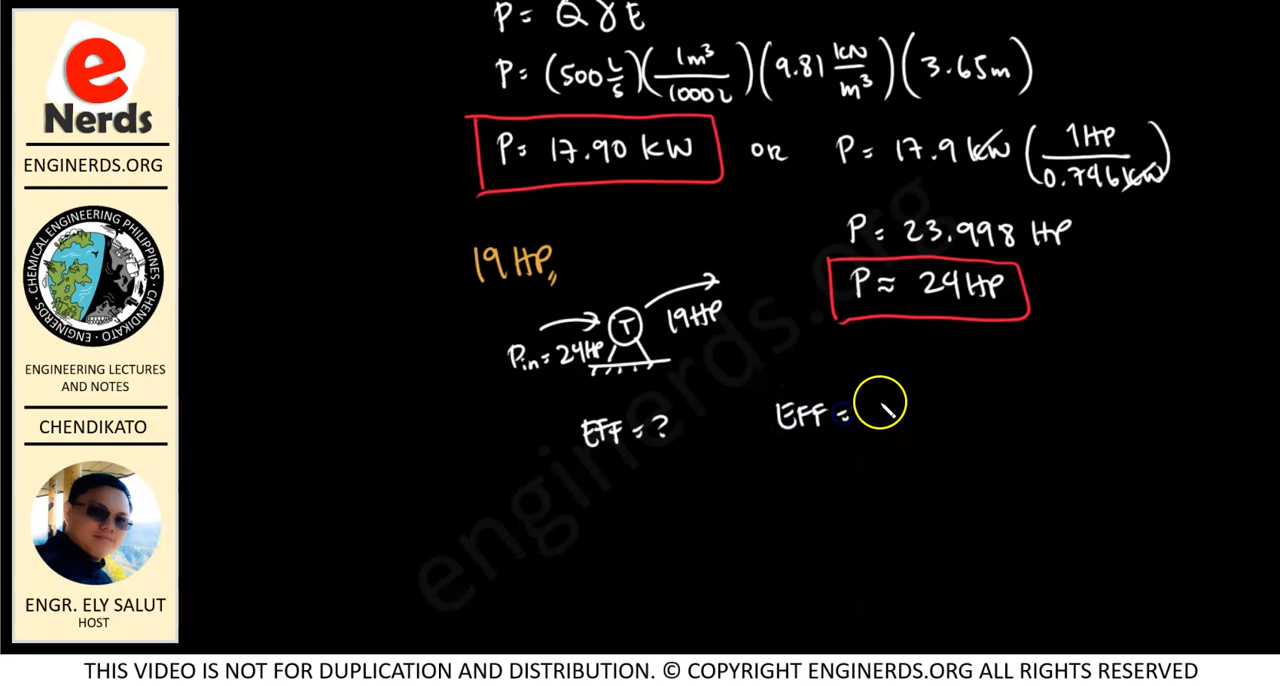 e
Nerds
ENGINERDS.ORG
CHEMICAL ENGINEERING PHILIPPINES
ENGINERDS - CHENDIKATO
ENGINEERING LECTURES
AND NOTES
CHENDIKATO
ENGR. ELY SALUT
HOST
P = QγE
P = (500 L/s)(1m³/1000L)(9.81 kN/m³)(3.65m)
P = 17.90 kW OR P = 17.9 kW (1HP/0.746kW)
P = 23.998 HP
P ≈ 24HP
19 HP,,
T
19HP
Pin = 24HP
EFF = ?
EFF =
enginerds.org
THIS VIDEO IS NOT FOR DUPLICATION AND DISTRIBUTION. © COPYRIGHT ENGINERDS.ORG ALL RIGHTS RESERVED